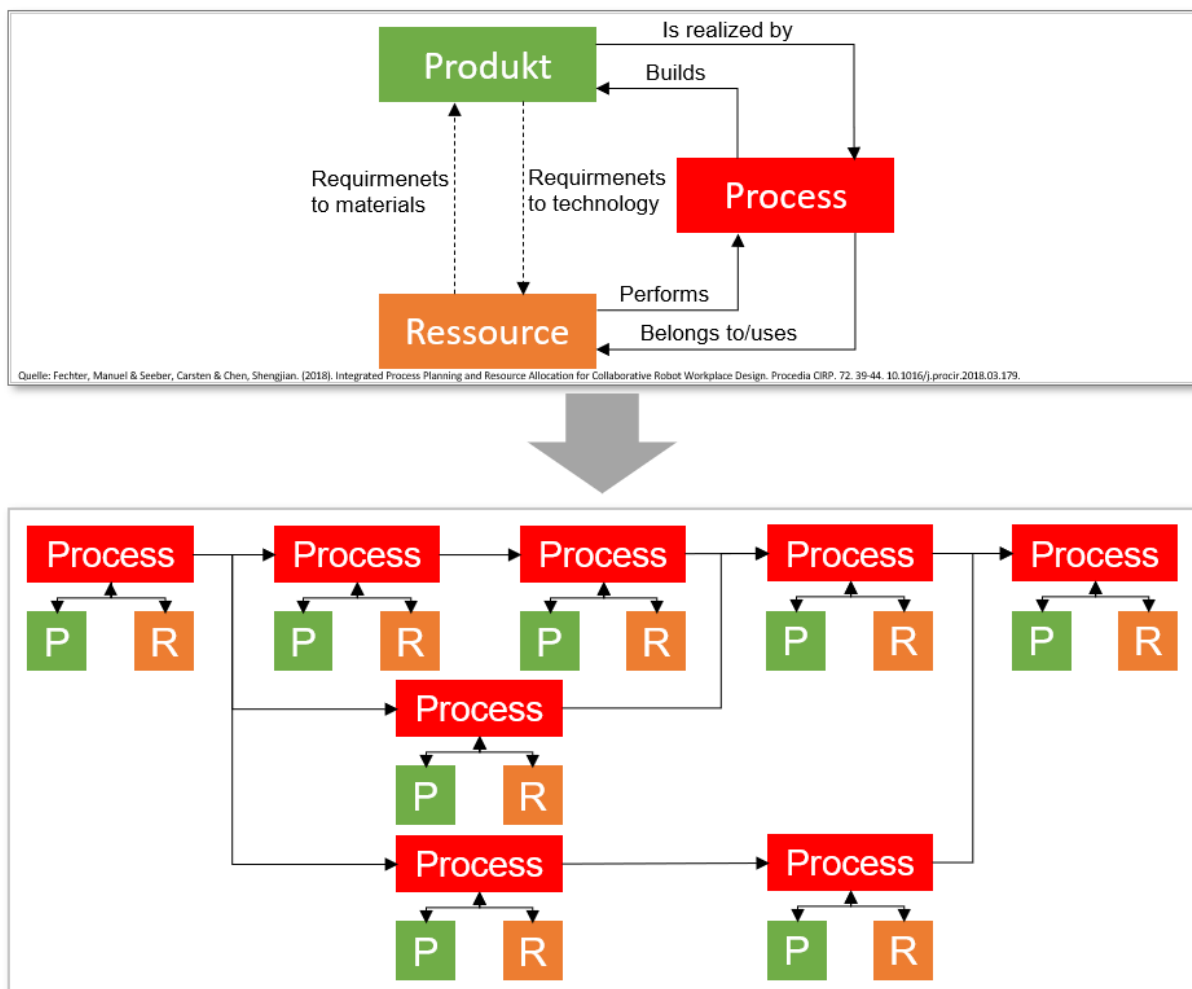 Is realized by
Produkt
Builds
Requirmenets
to materials
Requirmenets
to technology
Process
Performs
Ressource
Belongs to/uses
Quelle: Fechter, Manuel & Seeber, Carsten & Chen, Shengjian. (2018). Integrated Process Planning and Resource Allocation for Collaborative Robot Workplace Design. Procedia CIRP. 72. 39-44. 10.1016/j.procir.2018.03.179.
Process Process Process Process Process
P R P R P R P R P R
Process
P R
Process Process
P R P R